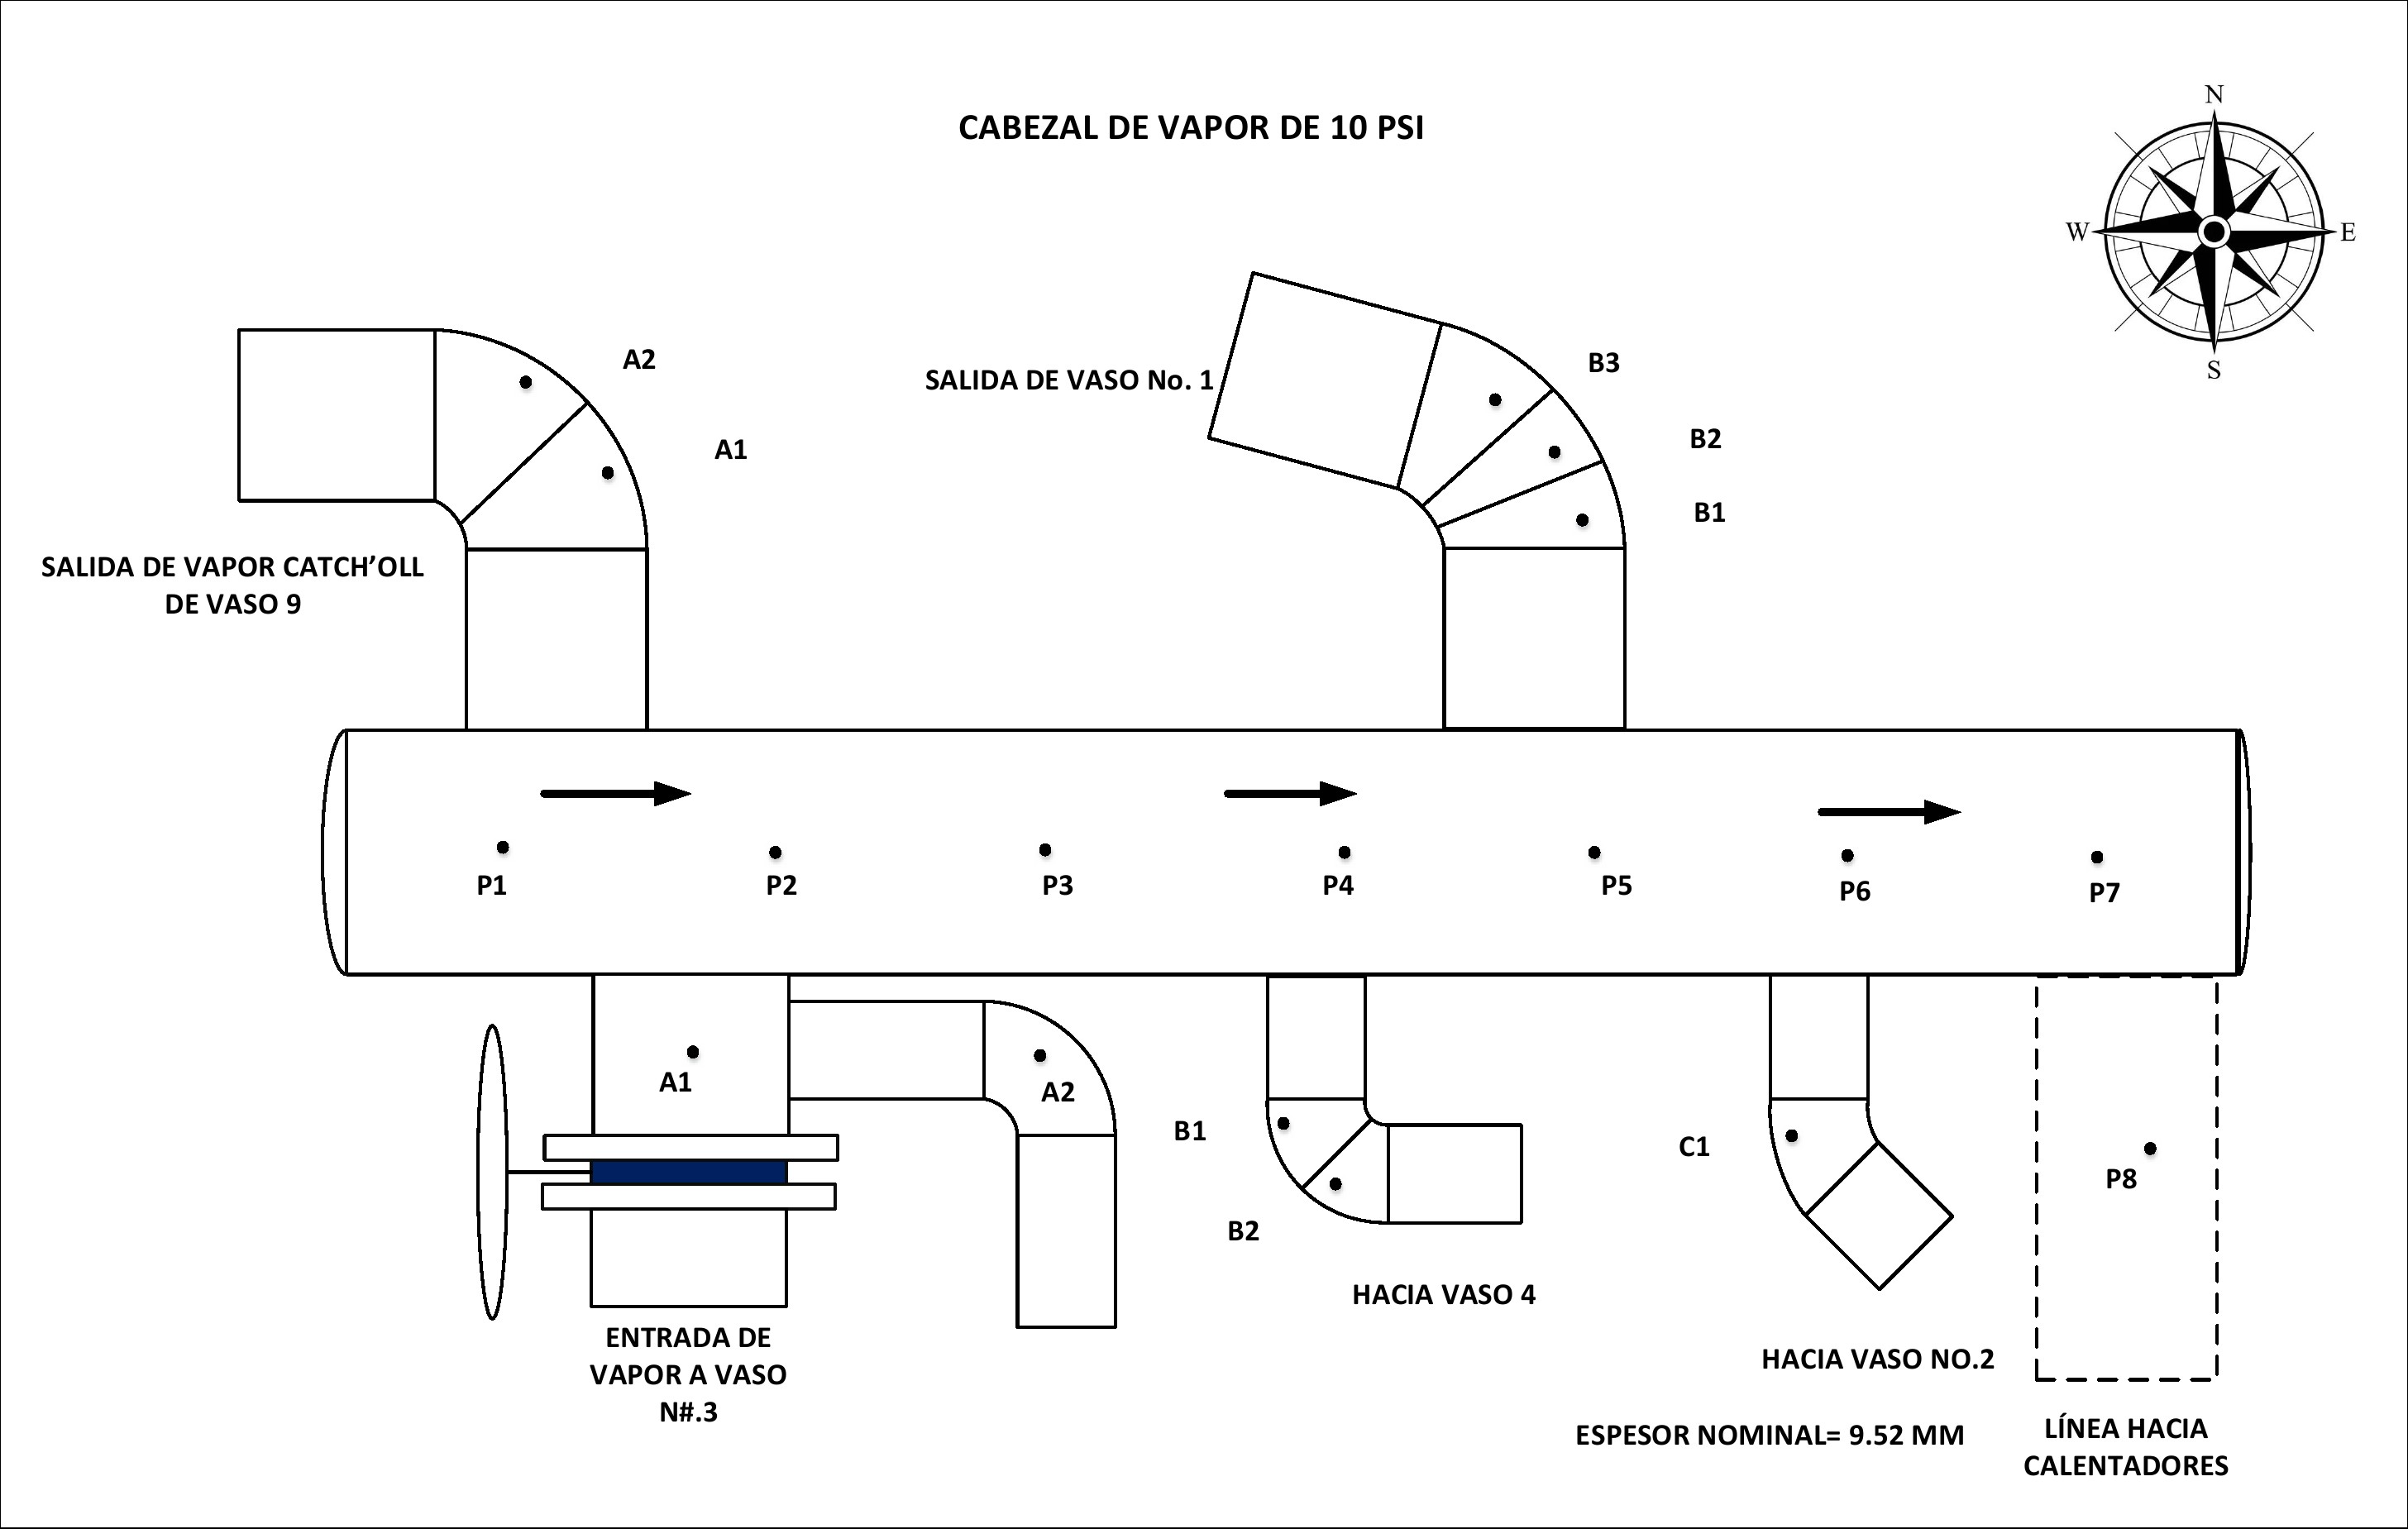 CABEZAL DE VAPOR DE 10 PSI
N
W
E
S
A2
A1
SALIDA DE VASO No. 1
B3
B2
B1
SALIDA DE VAPOR CATCH’OLL
DE VASO 9
P1
P2
P3
P4
P5
P6
P7
A1
A2
B1
B2
C1
P8
HACIA VASO 4
ENTRADA DE
VAPOR A VASO
N#.3
HACIA VASO NO.2
ESPESOR NOMINAL= 9.52 MM
LÍNEA HACIA
CALENTADORES